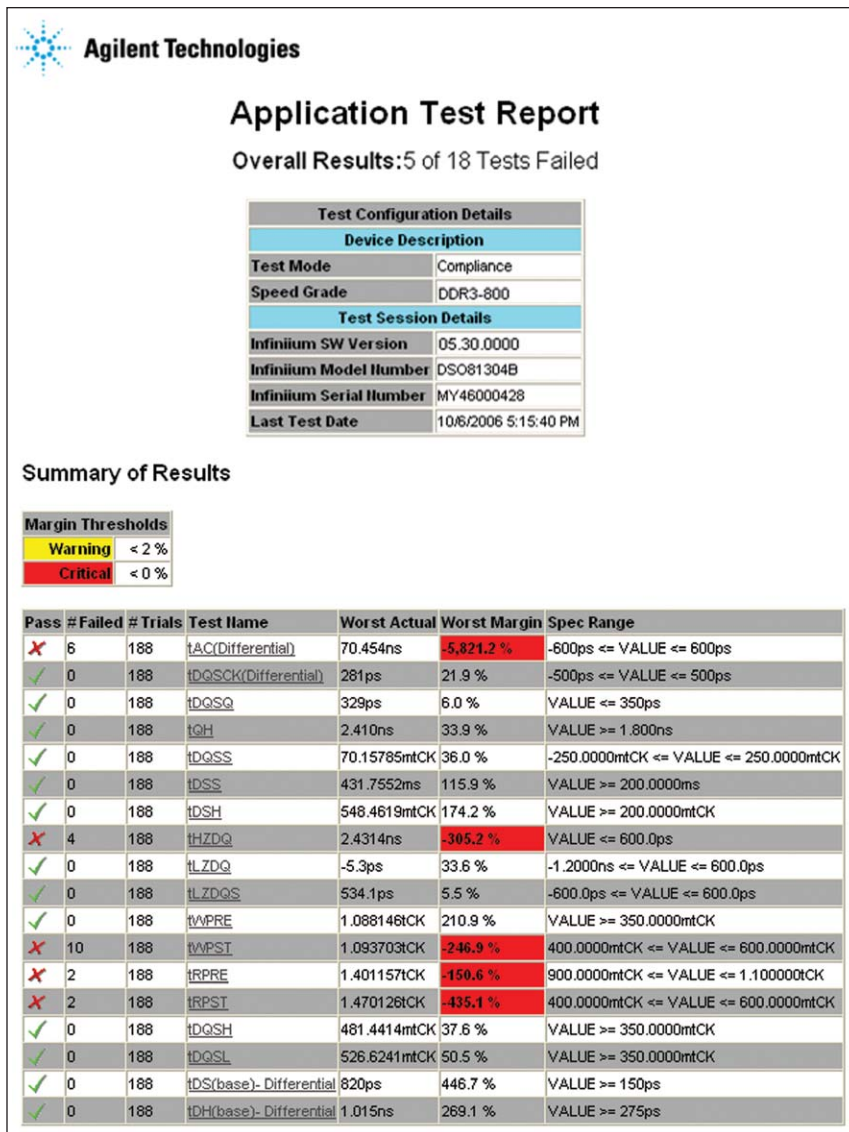 Agilent Technologies
Application Test Report
Overall Results:5 of 18 Tests Failed
Test Configuration Details
Device Description
Test Mode Compliance
Speed Grade DDR3-800
Test Session Details
Infiniium SW Version 05.30.0000
Infiniium Model Number DSO81304B
Infiniium Serial Number MY46000428
Last Test Date 10/6/2006 5:15:40 PM
Summary of Results
Margin Thresholds
Warning < 2 %
Critical < 0 %
Pass # Failed # Trials Test Name Worst Actual Worst Margin Spec Range
6 188 tAC(Differential) 70.454ns -5,821.2 % -600ps <= VALUE <= 600ps
0 188 tDQSCK(Differential) 281ps 21.9 % -500ps <= VALUE <= 500ps
0 188 tDQSQ 329ps 6.0 % VALUE <= 350ps
0 188 tQH 2.410ns 33.9 % VALUE >= 1.800ns
0 188 tDQSS 70.15785mtCK 36.0 % -250.0000mtCK <= VALUE <= 250.0000mtCK
0 188 tDSS 431.7552ms 115.9 % VALUE >= 200.0000ms
0 188 tDSH 548.4619mtCK 174.2 % VALUE >= 200.0000mtCK
4 188 tHZDQ 2.4314ns -305.2 % VALUE <= 600.0ps
0 188 tLZDQ -5.3ps 33.6 % -1.2000ns <= VALUE <= 600.0ps
0 188 tLZDQS 534.1ps 5.5 % -600.0ps <= VALUE <= 600.0ps
0 188 tWPRE 1.088146tCK 210.9 % VALUE >= 350.0000mtCK
10 188 tWPST 1.093703tCK -246.9 % 400.0000mtCK <= VALUE <= 600.0000mtCK
2 188 tRPRE 1.401157tCK -150.6 % 900.0000mtCK <= VALUE <= 1.100000tCK
2 188 tRPST 1.470126tCK -435.1 % 400.0000mtCK <= VALUE <= 600.0000mtCK
0 188 tDQSH 481.4414mtCK 37.6 % VALUE >= 350.0000mtCK
0 188 tDQSL 526.6241mtCK 50.5 % VALUE >= 350.0000mtCK
0 188 tDS(base)- Differential 820ps 446.7 % VALUE >= 150ps
0 188 tDH(base)- Differential 1.015ns 269.1 % VALUE >= 275ps